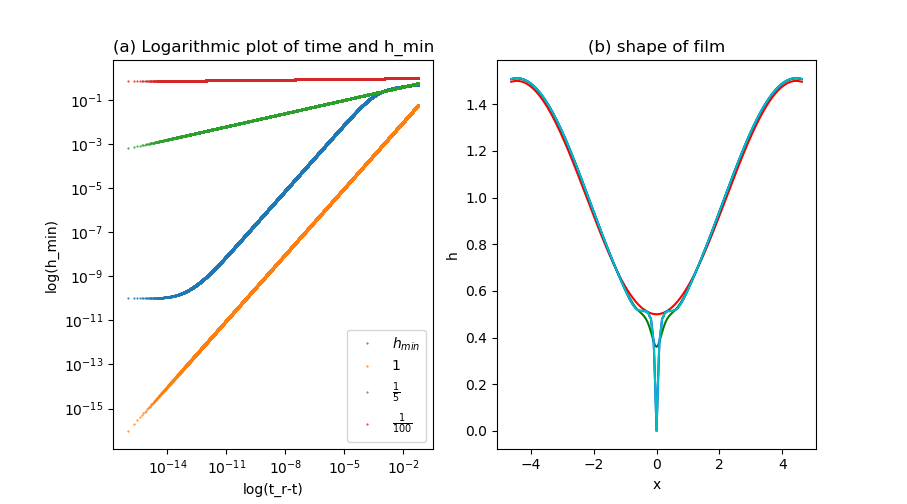 (a) Logarithmic plot of time and h_min
(b) shape of film
log(h_min)
10⁻¹
10⁻³
10⁻⁵
10⁻⁷
10⁻⁹
10⁻¹¹
10⁻¹³
10⁻¹⁵
h_{min}
1
1/5
1/100
10⁻¹⁴ 10⁻¹¹ 10⁻⁸ 10⁻⁵ 10⁻²
log(t_r-t)
h
1.4
1.2
1.0
0.8
0.6
0.4
0.2
0.0
−4 −2 0 2 4
x